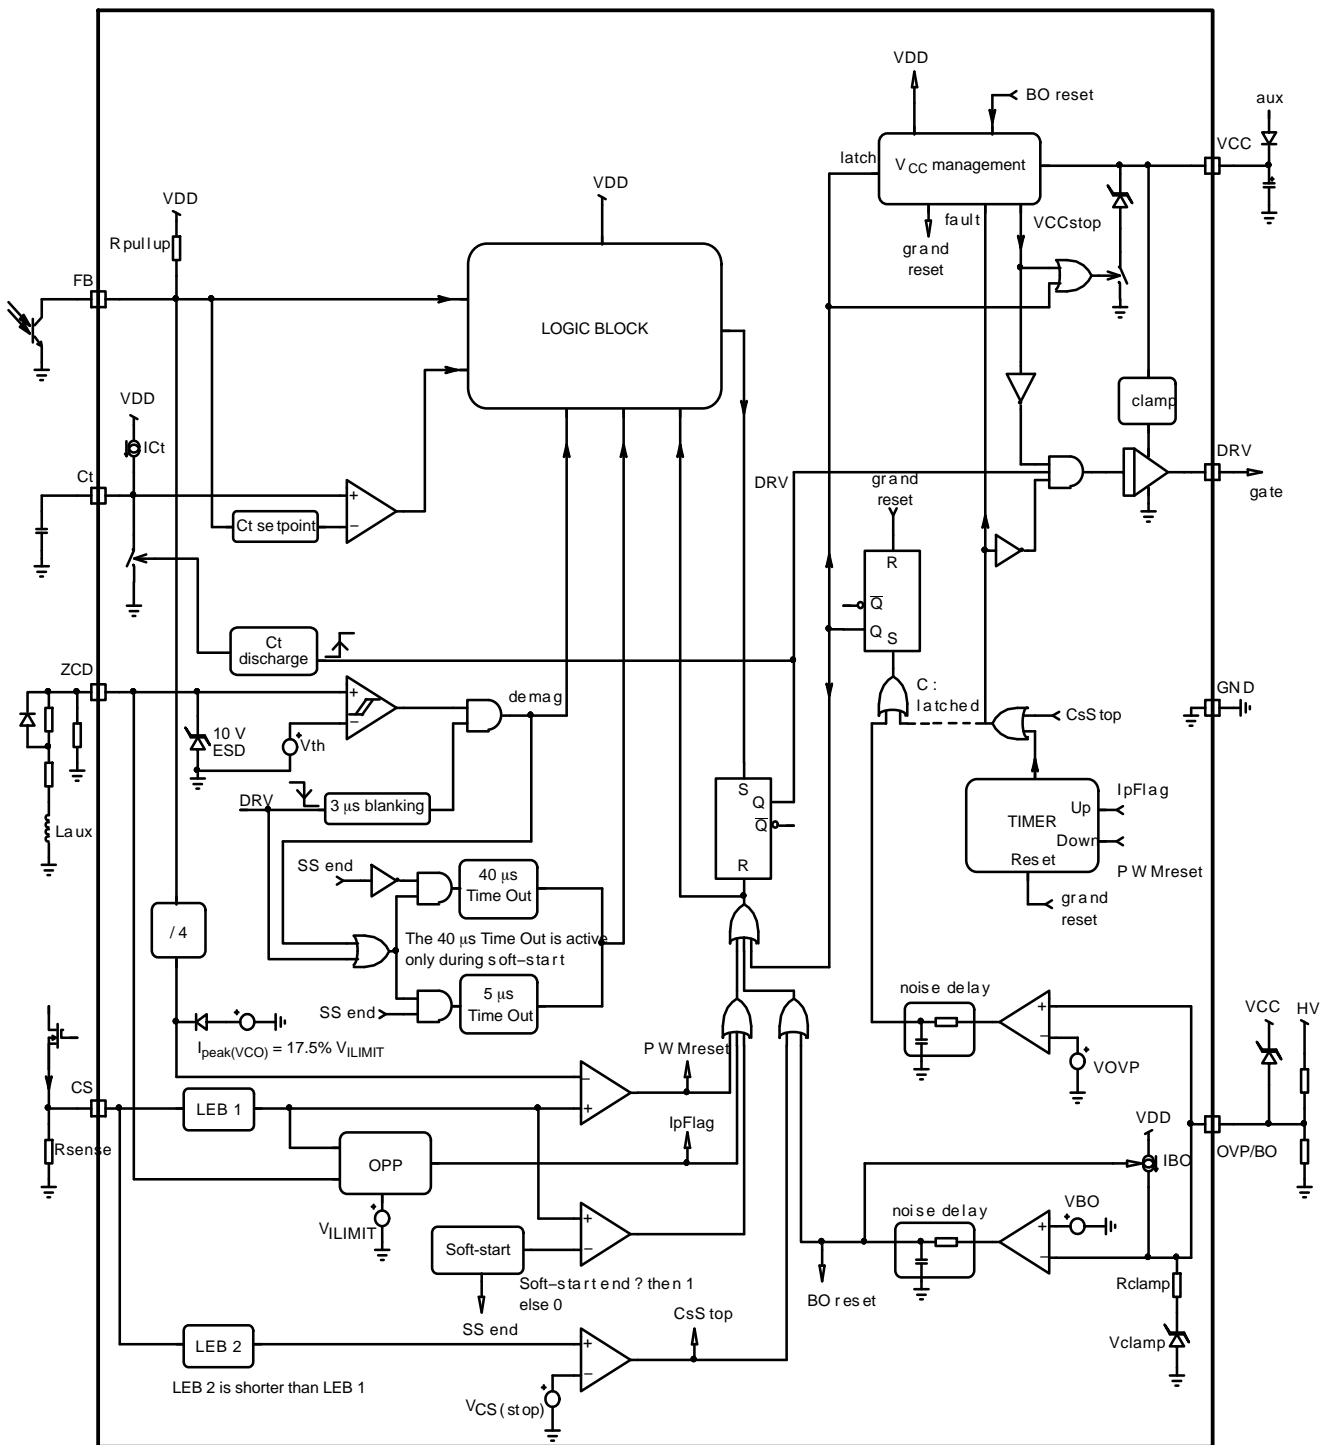 VDD
BO reset
aux
latch
VCC management
VCC
VDD
VDD
fault
VCCstop
Rpullup
grand
reset
FB
LOGIC BLOCK
VDD
clamp
ICt
DRV
Ct
grand
reset
DRV
gate
Ct setpoint
R
Q
Q
S
Ct
discharge
ZCD
demag
C :
latched
GND
CsStop
10 V
ESD
Vth
DRV
3 μs blanking
S
Q
Q
R
IpFlag
Up
TIMER
Down
Reset
PWMreset
Laux
SS end
40 μs
Time Out
grand
reset
/ 4
The 40 μs Time Out is active
only during soft−start
5 μs
Time Out
SS end
noise delay
VCC
HV
Ipeak(VCO) = 17.5% VILIMIT
PWMreset
VOVP
CS
LEB 1
IpFlag
VDD
Rsense
OPP
OVP/BO
IBO
VILIMIT
Soft-start
noise delay
VBO
Soft−start end ? then 1
else 0
BO reset
Rclamp
SS end
CsStop
LEB 2
Vclamp
LEB 2 is shorter than LEB 1
VCS(stop)
+
−
+
−
−
+
+
−
+
−
+
−
+
−